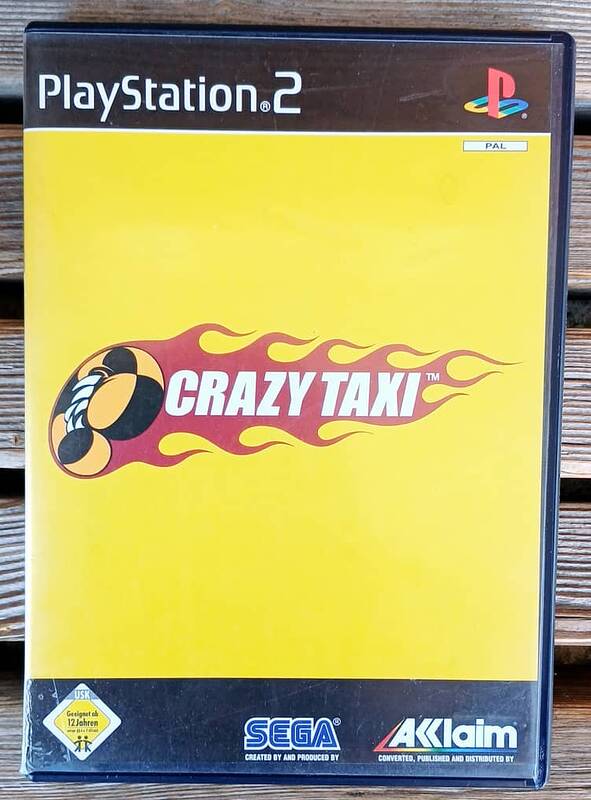 PlayStation®2
PAL
CRAZY TAXI™
USK
Geeignet ab
12 Jahren
SEGA®
CREATED BY AND PRODUCED BY
AKKlaim
CONVERTED, PUBLISHED AND DISTRIBUTED BY